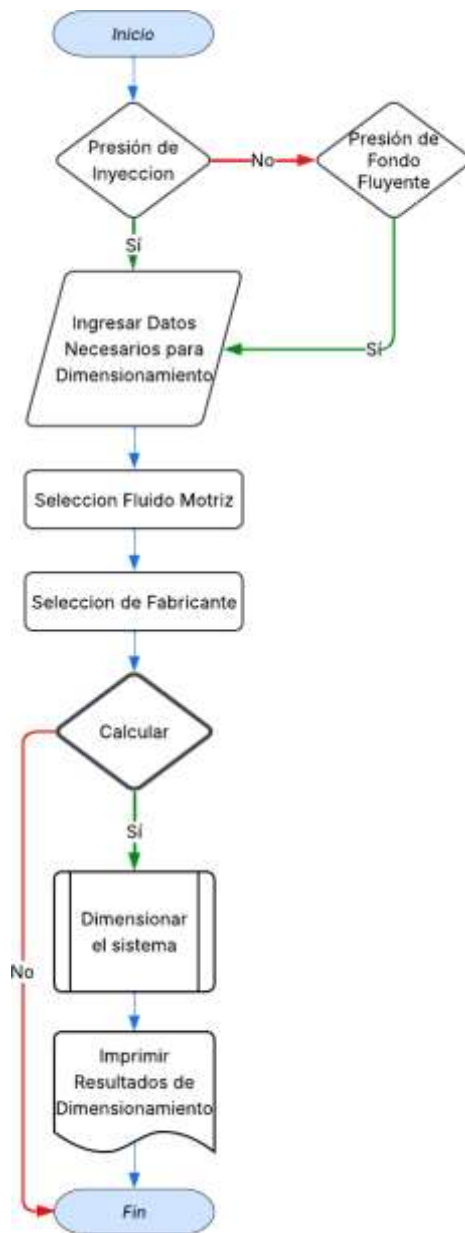 Inicio
Presión de
Inyeccion
No
Presión de
Fondo
Fluyente
Sí
Sí
Ingresar Datos
Necesarios para
Dimensionamiento
Seleccion Fluido Motriz
Seleccion de Fabricante
Calcular
Sí
Dimensionar
el sistema
No
Imprimir
Resultados de
Dimensionamiento
Fin